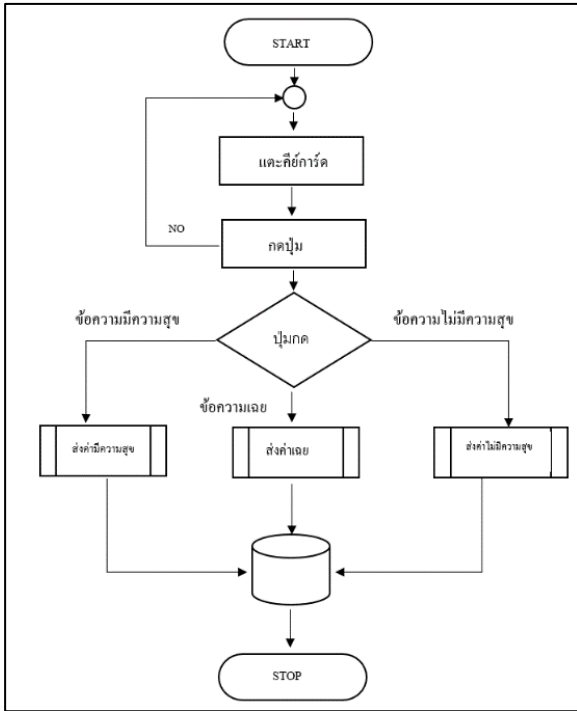 START
แตะคีย์การ์ด
NO
กดปุ่ม
ข้อความมีความสุข
ข้อความไม่มีความสุข
ปุ่มกด
ข้อความเฉย
ส่งค่ามีความสุข
ส่งค่าเฉย
ส่งค่าไม่มีความสุข
STOP